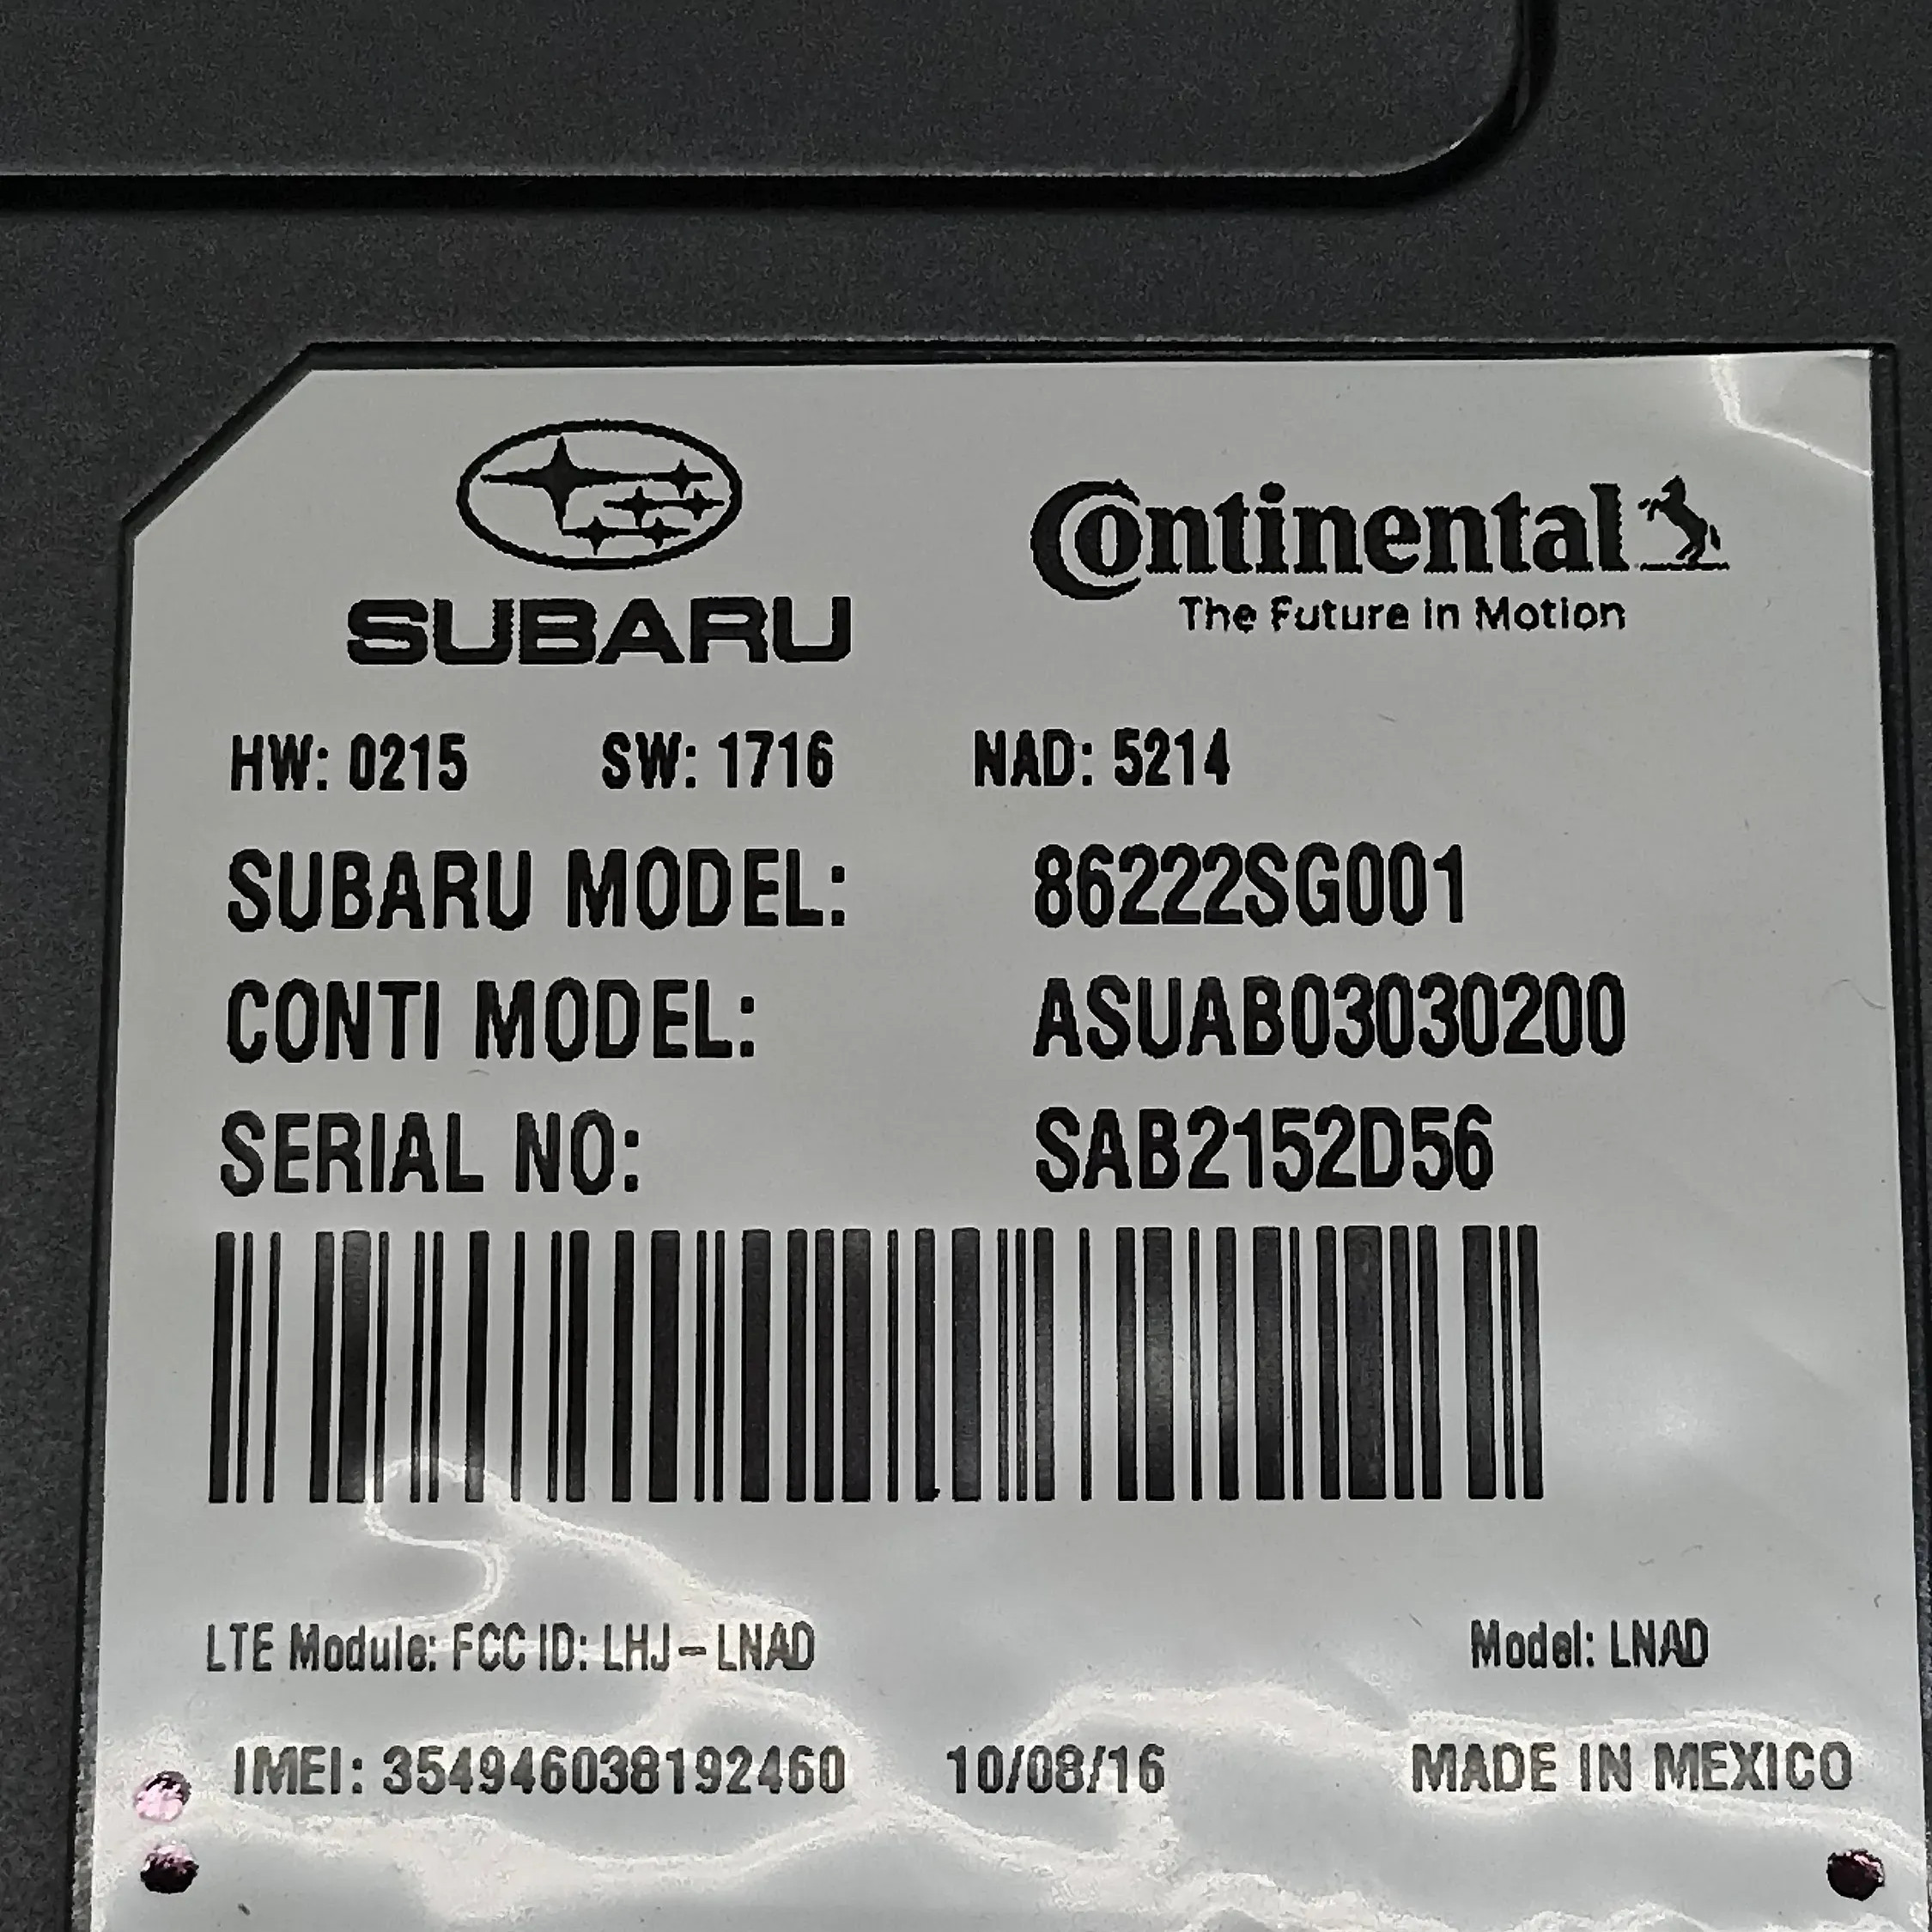 SUBARU
Continental
The Future in Motion
HW: 0215 SW: 1716 NAD: 5214
SUBARU MODEL: 86222SG001
CONTI MODEL: ASUAB03030200
SERIAL NO: SAB2152D56
LTE Module: FCC ID: LHJ-LNAD Model: LNAD
IMEI: 354946038192460 10/08/16 MADE IN MEXICO